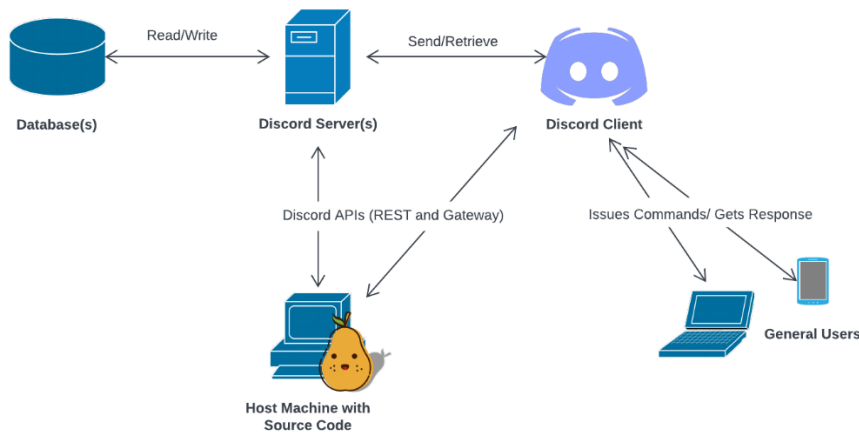 Read/Write
Send/Retrieve
Database(s)
Discord Server(s)
Discord Client
Discord APIs (REST and Gateway)
Issues Commands/ Gets Response
General Users
Host Machine with
Source Code